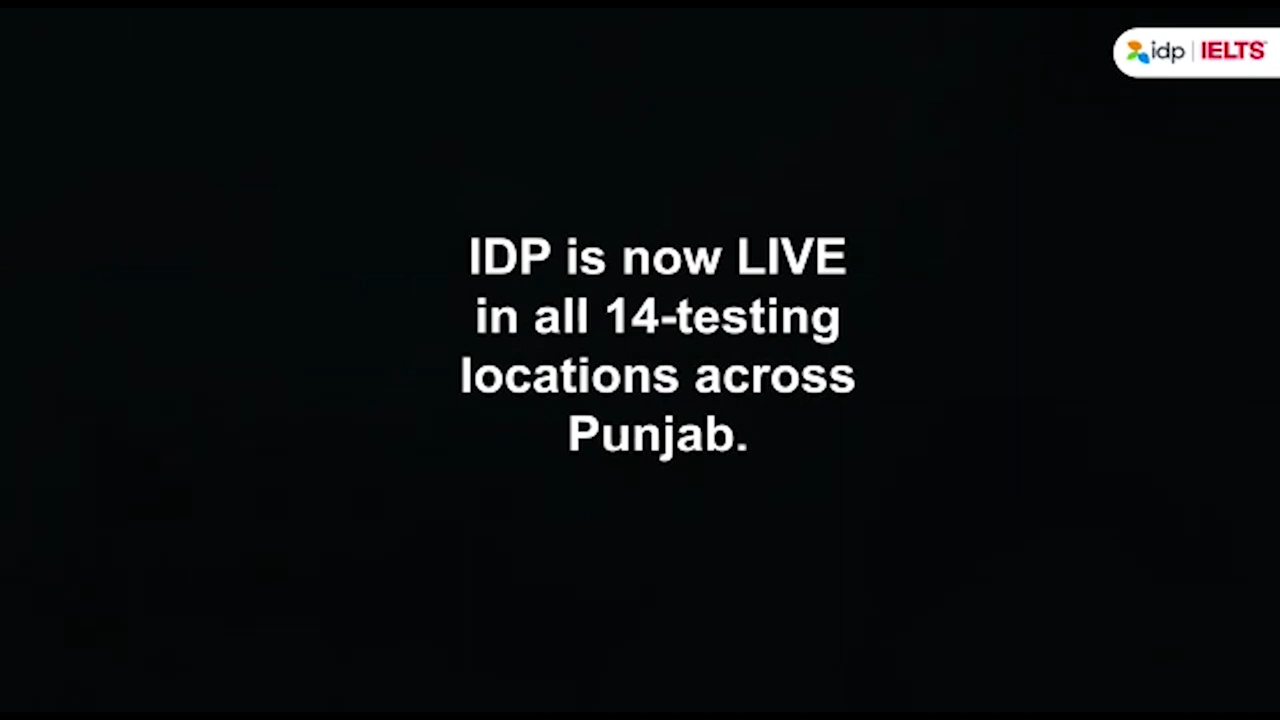 idp | IELTS
IDP is now LIVE
in all 14-testing
locations across
Punjab.